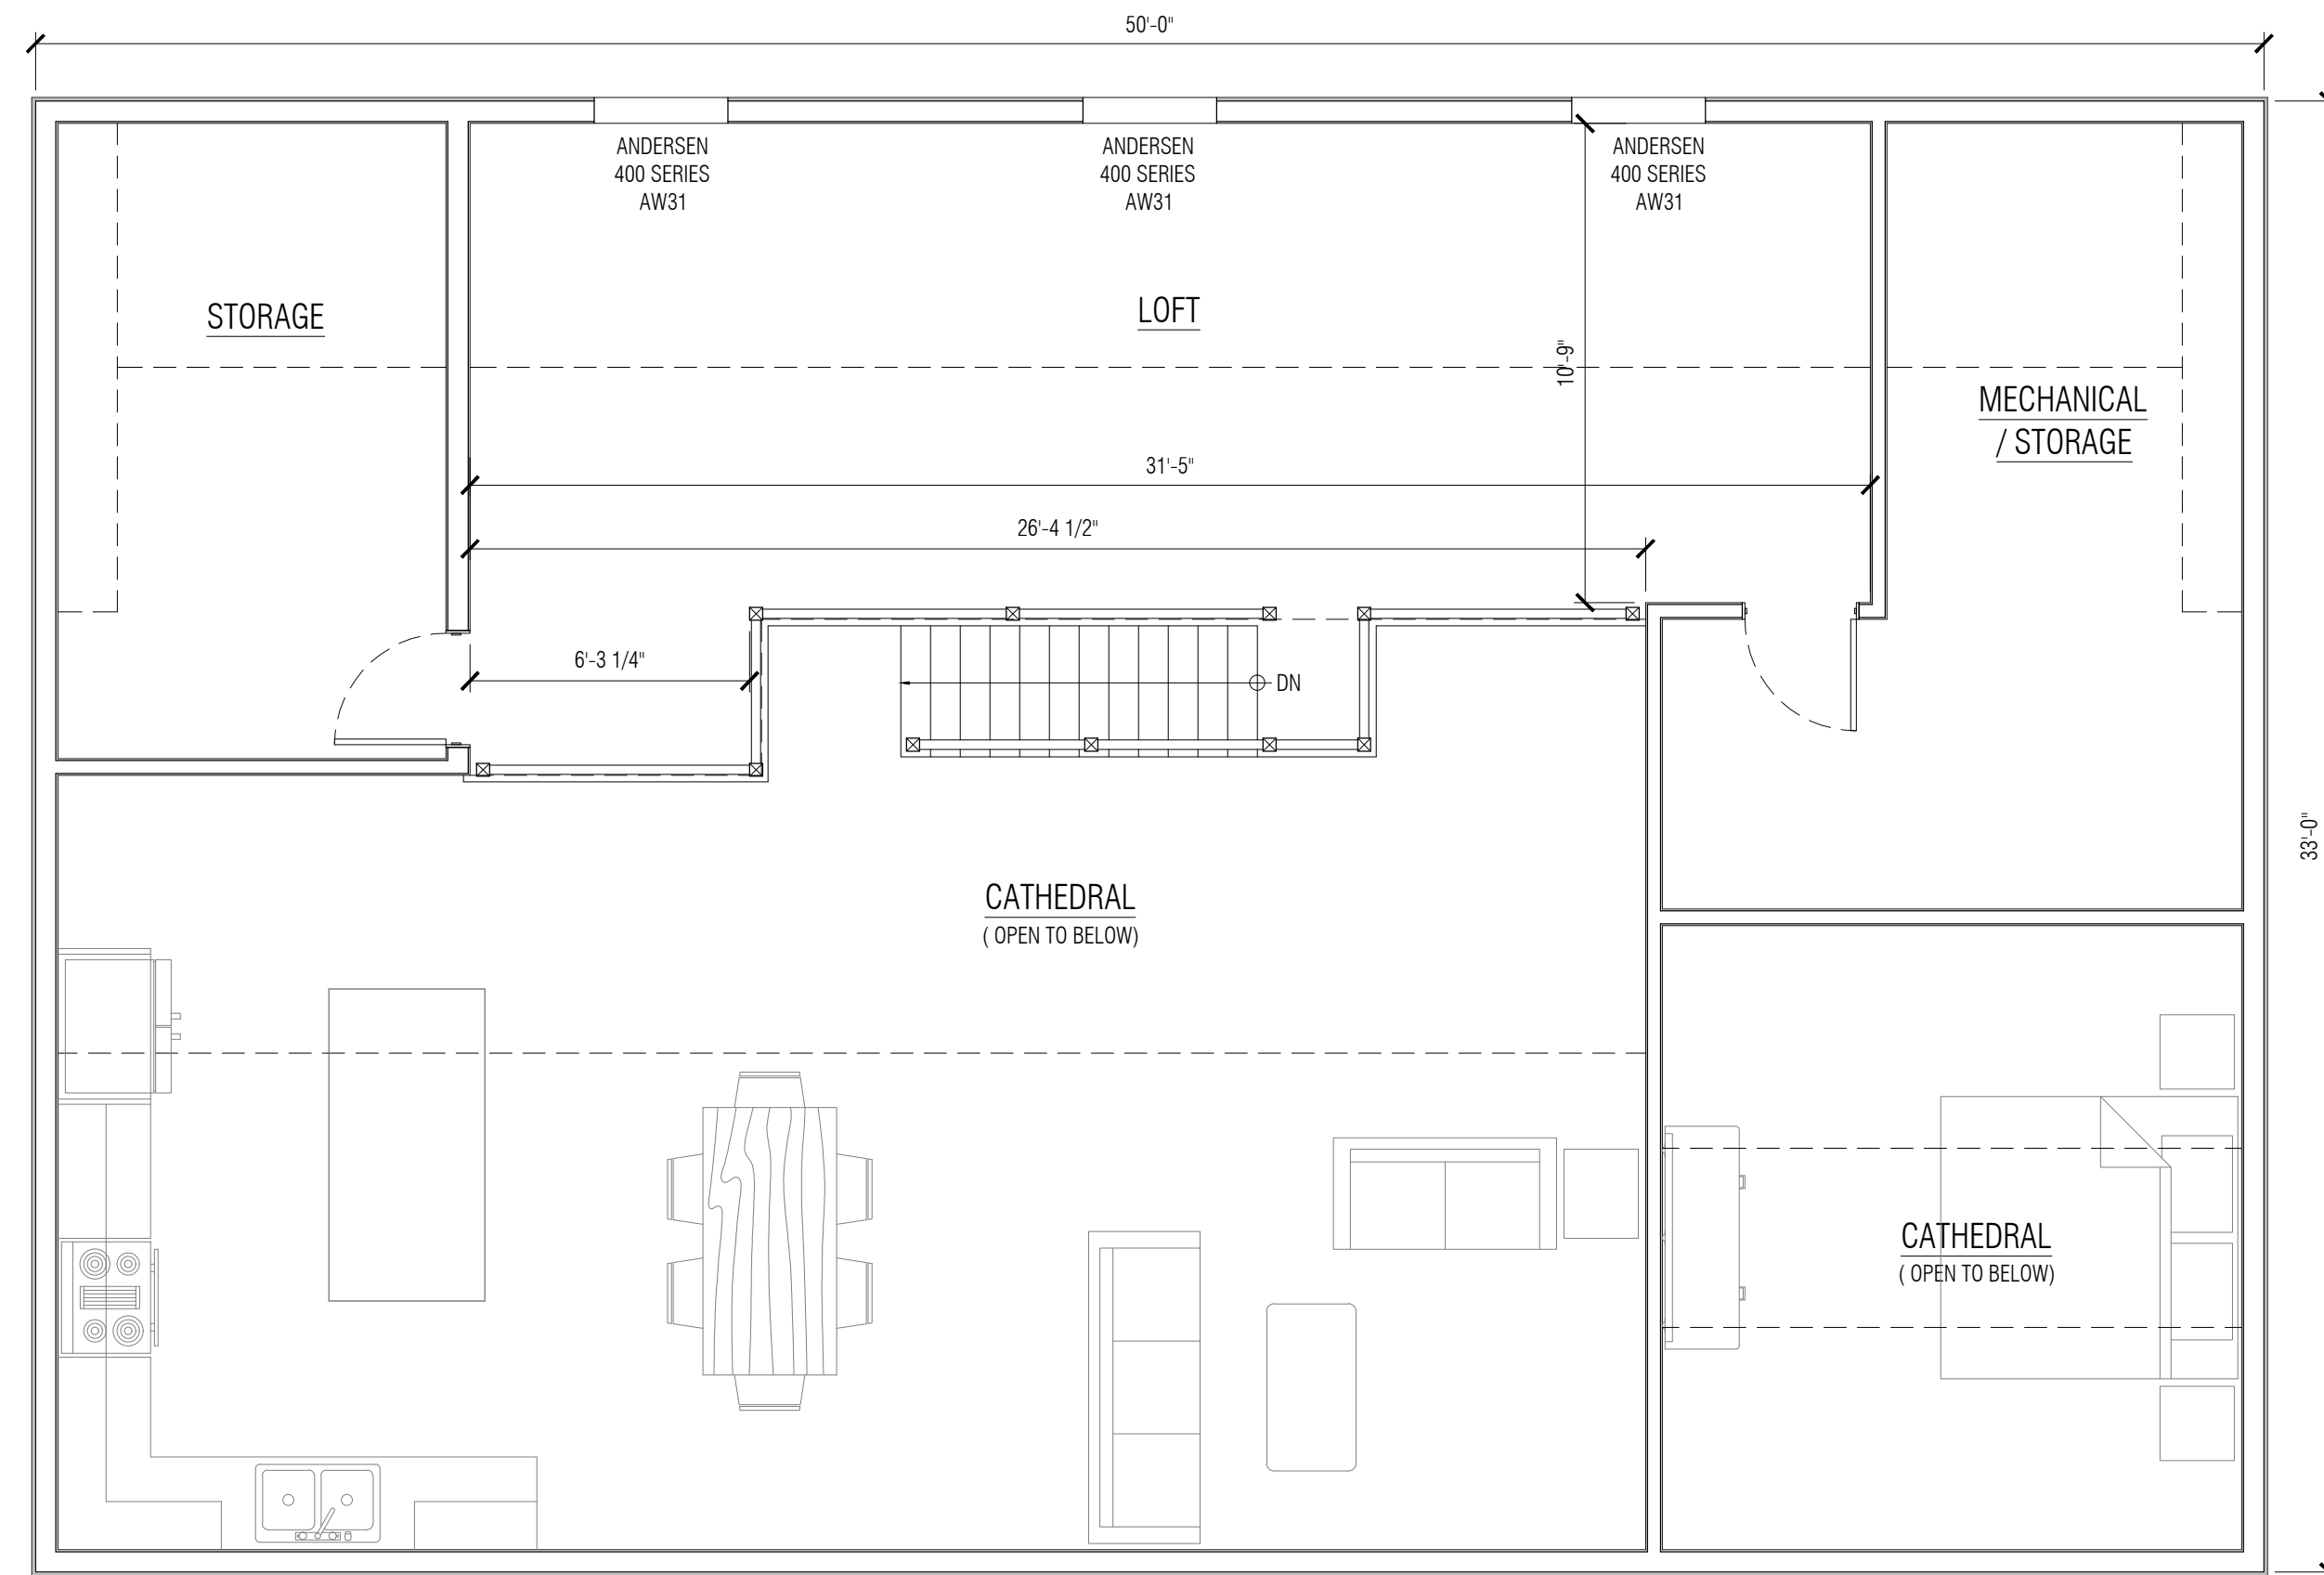 50'-0"
ANDERSEN
400 SERIES
AW31
ANDERSEN
400 SERIES
AW31
ANDERSEN
400 SERIES
AW31
STORAGE
LOFT
10'-9"
MECHANICAL
/ STORAGE
31'-5"
26'-4 1/2"
6'-3 1/4"
DN
33'-0"
CATHEDRAL
( OPEN TO BELOW)
CATHEDRAL
( OPEN TO BELOW)